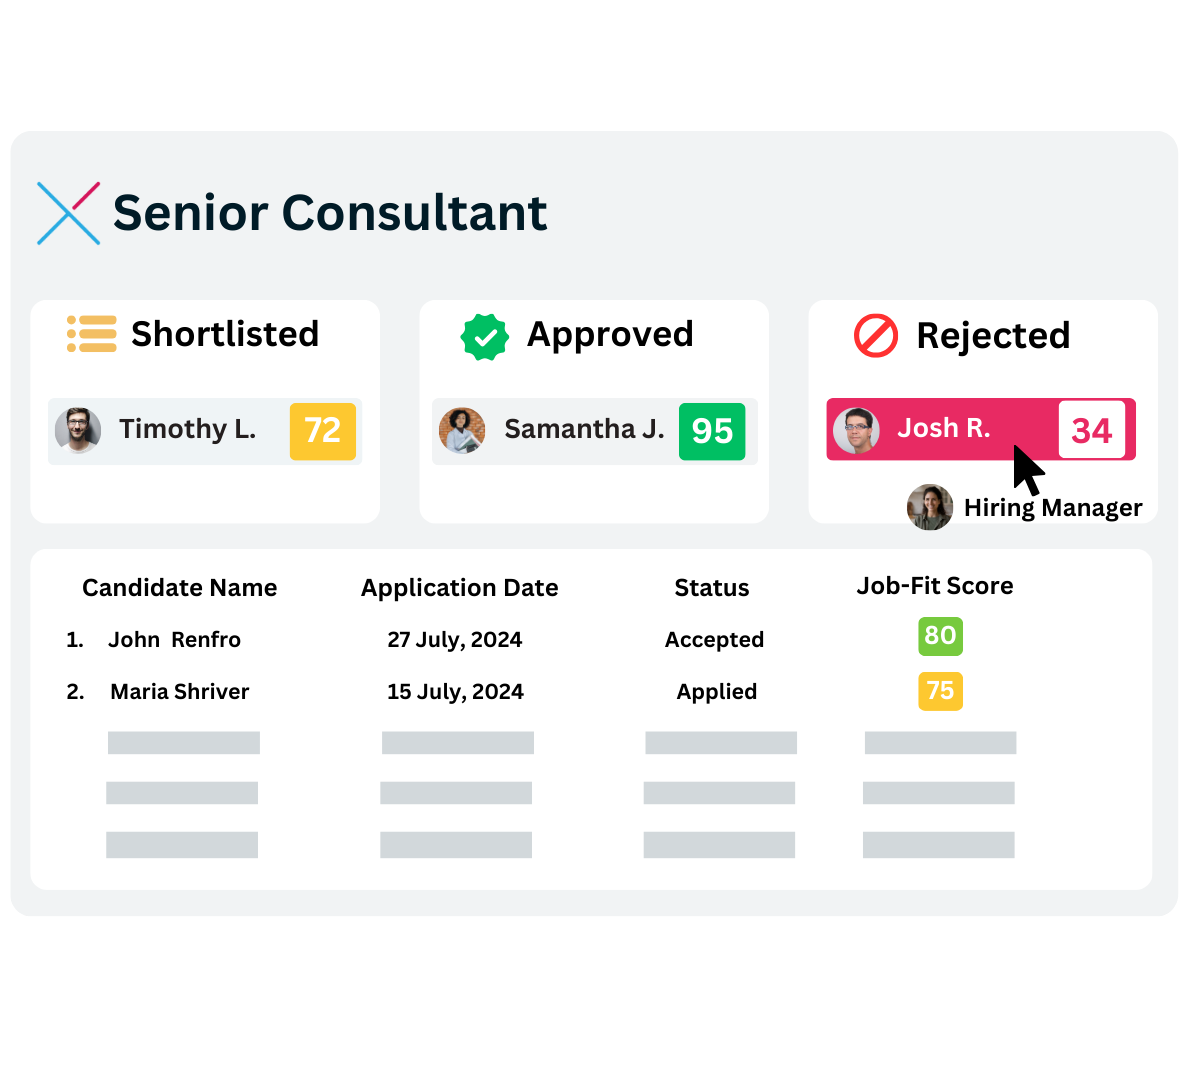 Senior Consultant
Shortlisted
Timothy L. 72
Approved
Samantha J. 95
Rejected
Josh R. 34
Hiring Manager
Candidate Name Application Date Status Job-Fit Score
1. John Renfro 27 July, 2024 Accepted 80
2. Maria Shriver 15 July, 2024 Applied 75